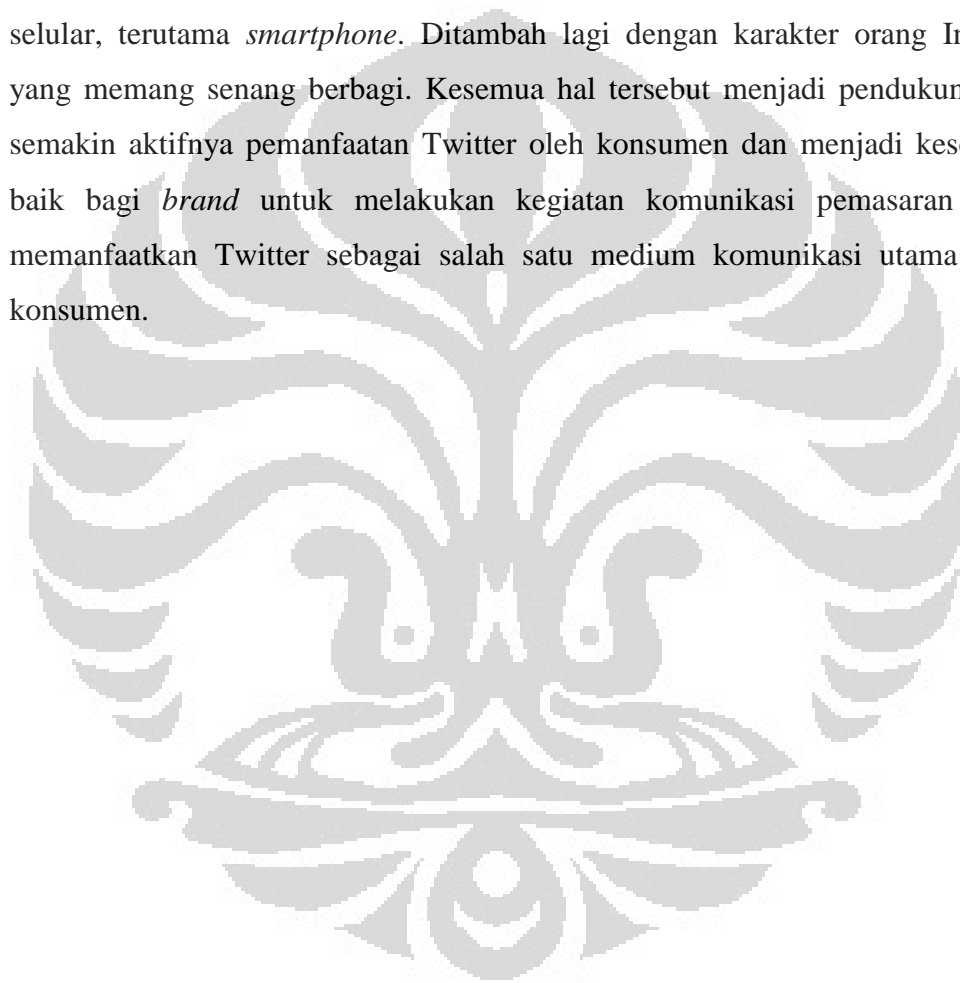 selular, terutama smartphone. Ditambah lagi dengan karakter orang In
yang memang senang berbagi. Kesemua hal tersebut menjadi pendukun
semakin aktifnya pemanfaatan Twitter oleh konsumen dan menjadi kes
baik bagi brand untuk melakukan kegiatan komunikasi pemasaran
memanfaatkan Twitter sebagai salah satu medium komunikasi utama
konsumen.